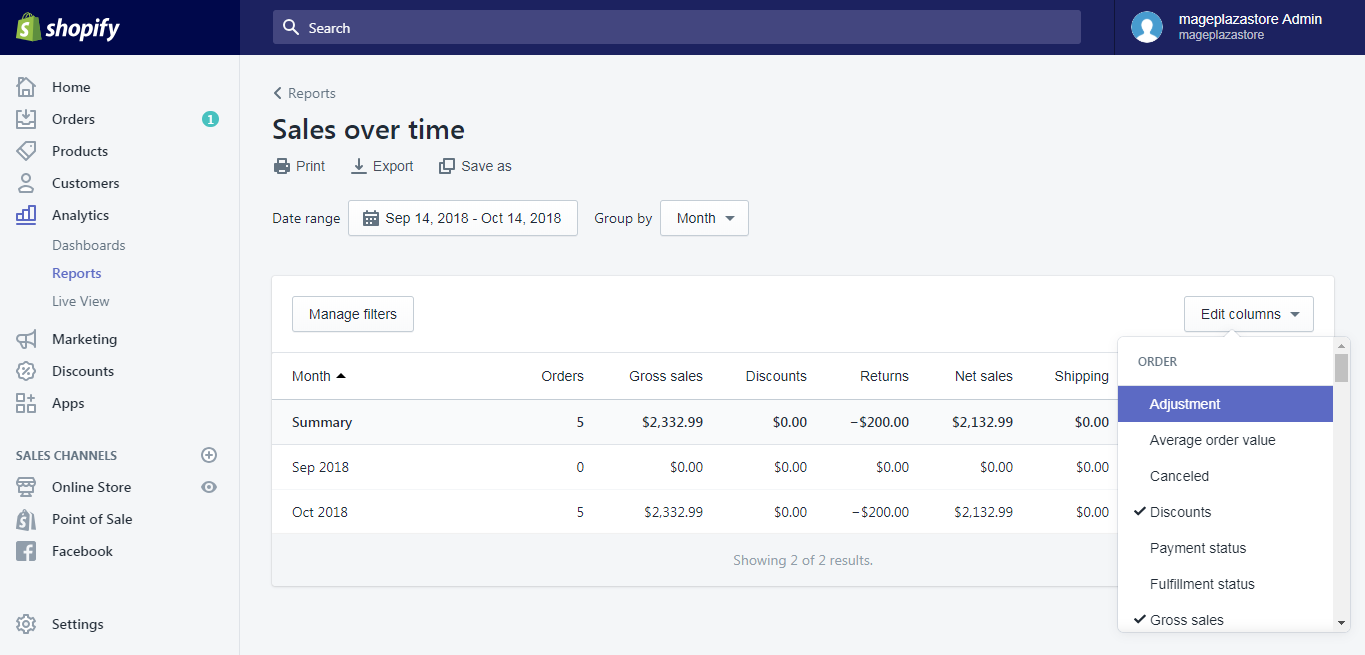 shopify
Search
mageplazastore Admin
mageplazastore
Home
Orders 1
Products
Customers
Analytics
Dashboards
Reports
Live View
Marketing
Discounts
Apps
SALES CHANNELS
Online Store
Point of Sale
Facebook
Settings
Reports
Sales over time
Print Export Save as
Date range Sep 14, 2018 - Oct 14, 2018 Group by Month
Manage filters Edit columns
Month Orders Gross sales Discounts Returns Net sales Shipping
Summary 5 $2,332.99 $0.00 −$200.00 $2,132.99 $0.00
Sep 2018 0 $0.00 $0.00 $0.00 $0.00 $0.00
Oct 2018 5 $2,332.99 $0.00 −$200.00 $2,132.99 $0.00
Showing 2 of 2 results.
ORDER
Adjustment
Average order value
Canceled
Discounts
Payment status
Fulfillment status
Gross sales